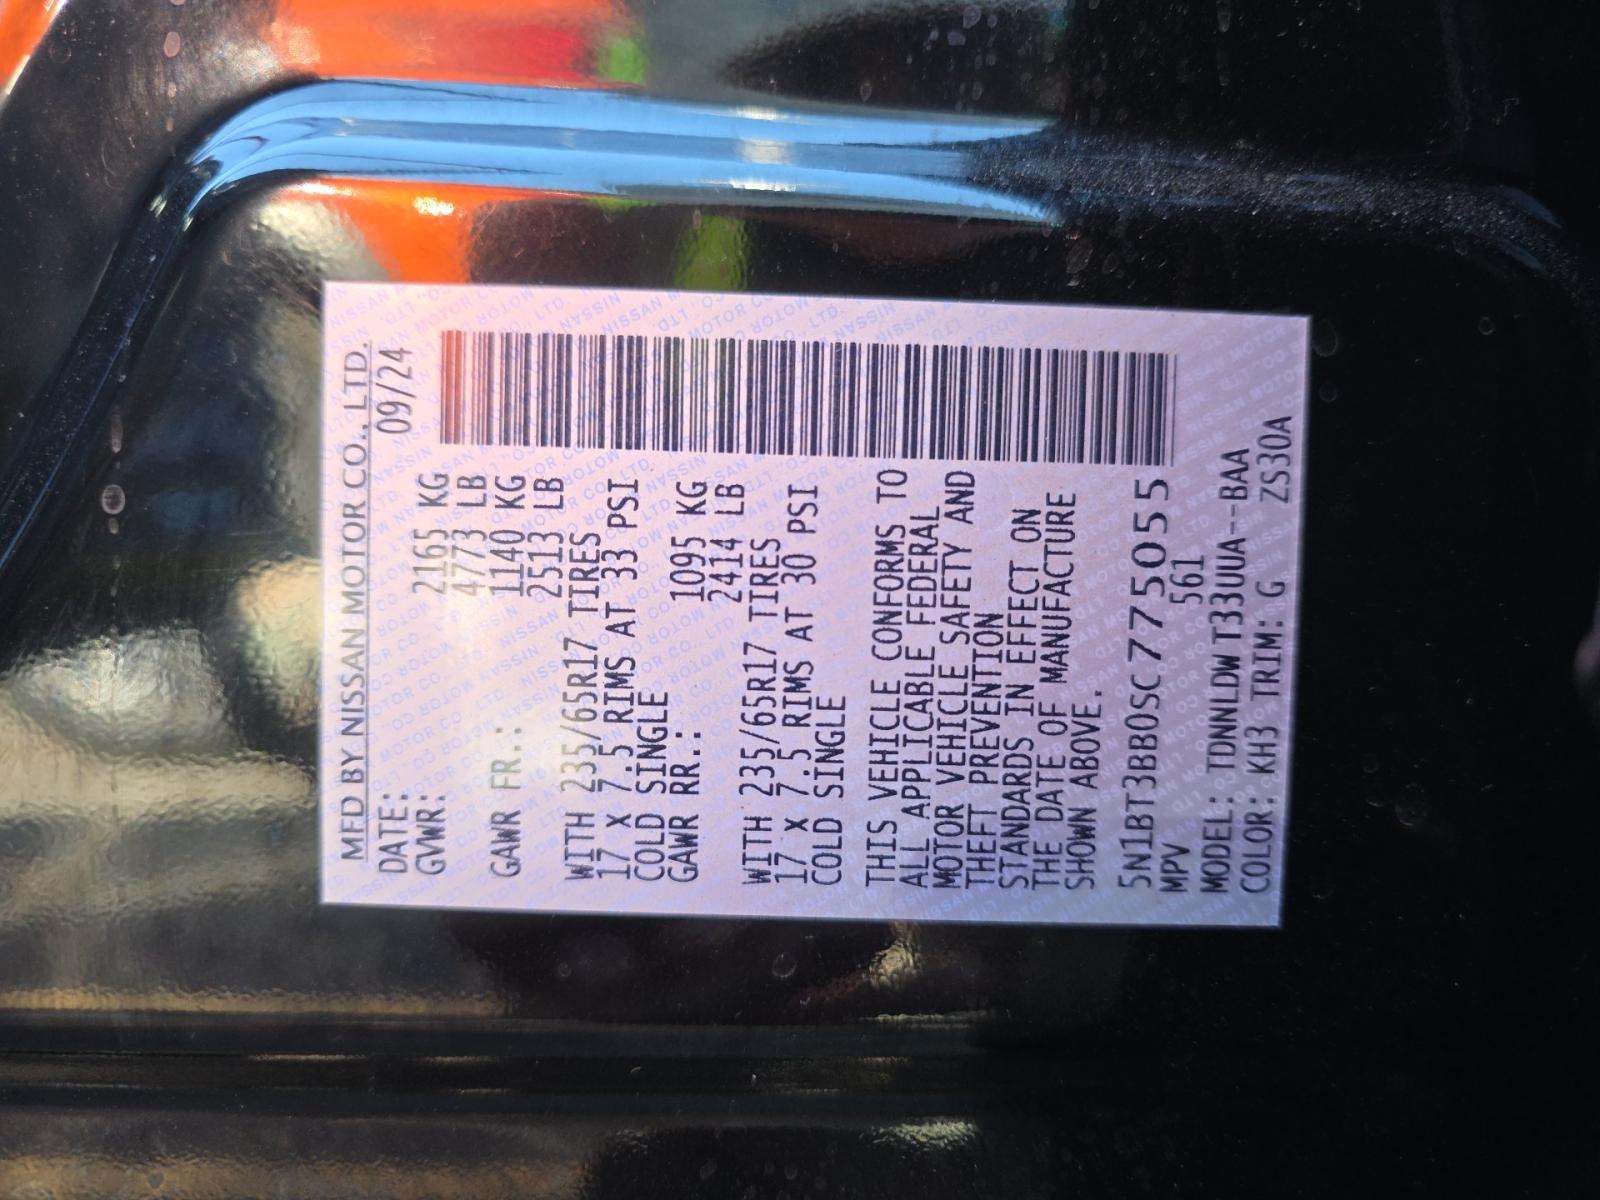 MFD BY NISSAN MOTOR CO., LTD.
DATE: 09/24
GVWR: 2165 KG
4773 LB
GAWR FR.: 1140 KG
2513 LB
WITH 235/65R17 TIRES
17 x 7.5 RIMS AT 33 PSI
COLD SINGLE
GAWR RR.: 1095 KG
2414 LB
WITH 235/65R17 TIRES
17 x 7.5 RIMS AT 30 PSI
COLD SINGLE
THIS VEHICLE CONFORMS TO
ALL APPLICABLE FEDERAL
MOTOR VEHICLE SAFETY AND
THEFT PREVENTION
STANDARDS IN EFFECT ON
THE DATE OF MANUFACTURE
SHOWN ABOVE.
5N1BT3BB0SC775055
MPV 561
MODEL: TDNNLDW T33UUA--BAA
COLOR: KH3 TRIM: G ZS30A